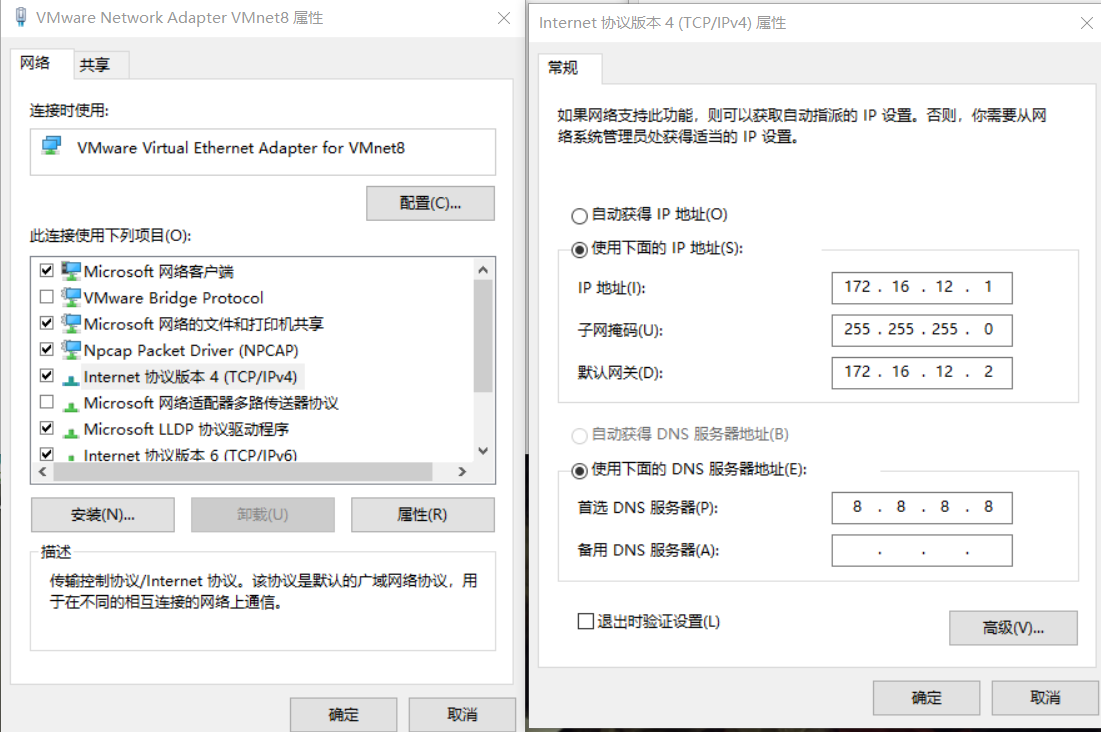 VMware Network Adapter VMnet8 属性
网络
共享
连接时使用:
VMware Virtual Ethernet Adapter for VMnet8
配置(C)...
此连接使用下列项目(O):
Microsoft 网络客户端
VMware Bridge Protocol
Microsoft 网络的文件和打印机共享
Npcap Packet Driver (NPCAP)
Internet 协议版本 4 (TCP/IPv4)
Microsoft 网络适配器多路传送器协议
Microsoft LLDP 协议驱动程序
Internet 协议版本 6 (TCP/IPv6)
安装(N)...
卸载(U)
属性(R)
描述
传输控制协议/Internet 协议。该协议是默认的广域网络协议，用
于在不同的相互连接的网络上通信。
确定
取消
Internet 协议版本 4 (TCP/IPv4) 属性
常规
如果网络支持此功能，则可以获取自动指派的 IP 设置。否则，你需要从网
络系统管理员处获得适当的 IP 设置。
自动获得 IP 地址(O)
使用下面的 IP 地址(S):
IP 地址(I):
172 . 16 . 12 . 1
子网掩码(U):
255 . 255 . 255 . 0
默认网关(D):
172 . 16 . 12 . 2
自动获得 DNS 服务器地址(B)
使用下面的 DNS 服务器地址(E):
首选 DNS 服务器(P):
8 . 8 . 8 . 8
备用 DNS 服务器(A):
. . .
退出时验证设置(L)
高级(V)...
确定
取消